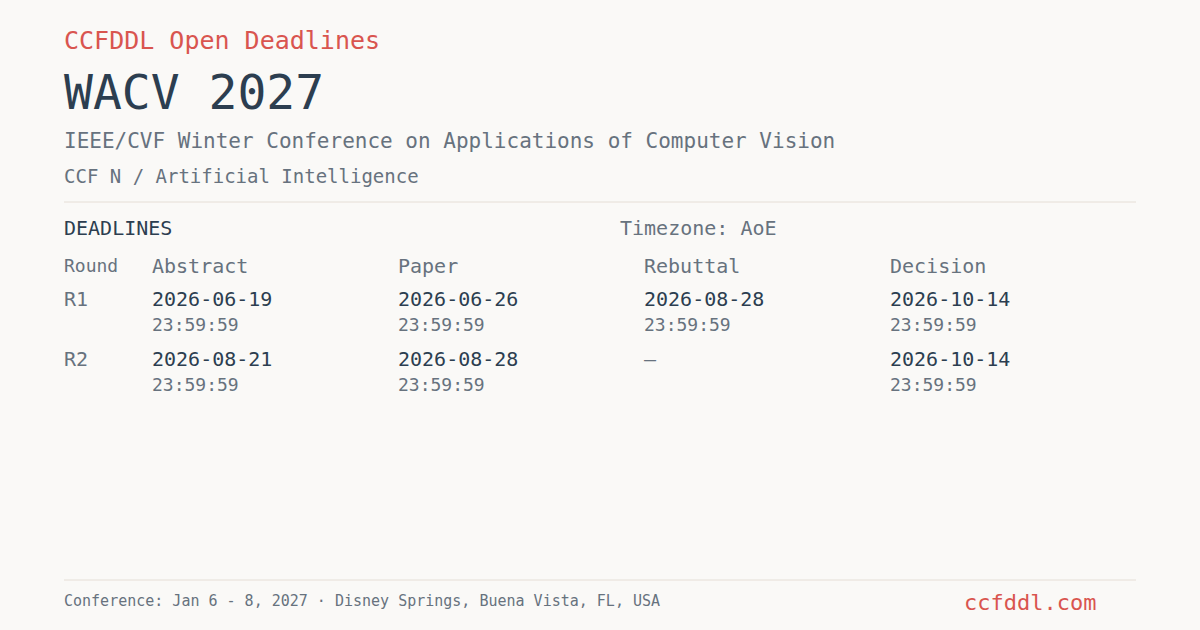 CCFDDL Open Deadlines
WACV 2027
IEEE/CVF Winter Conference on Applications of Computer Vision
CCF N / Artificial Intelligence
DEADLINES Timezone: AoE
Round Abstract Paper Rebuttal Decision
R1 2026-06-19 2026-06-26 2026-08-28 2026-10-14
23:59:59 23:59:59 23:59:59 23:59:59
R2 2026-08-21 2026-08-28 — 2026-10-14
23:59:59 23:59:59 23:59:59
Conference: Jan 6 - 8, 2027 · Disney Springs, Buena Vista, FL, USA ccfddl.com